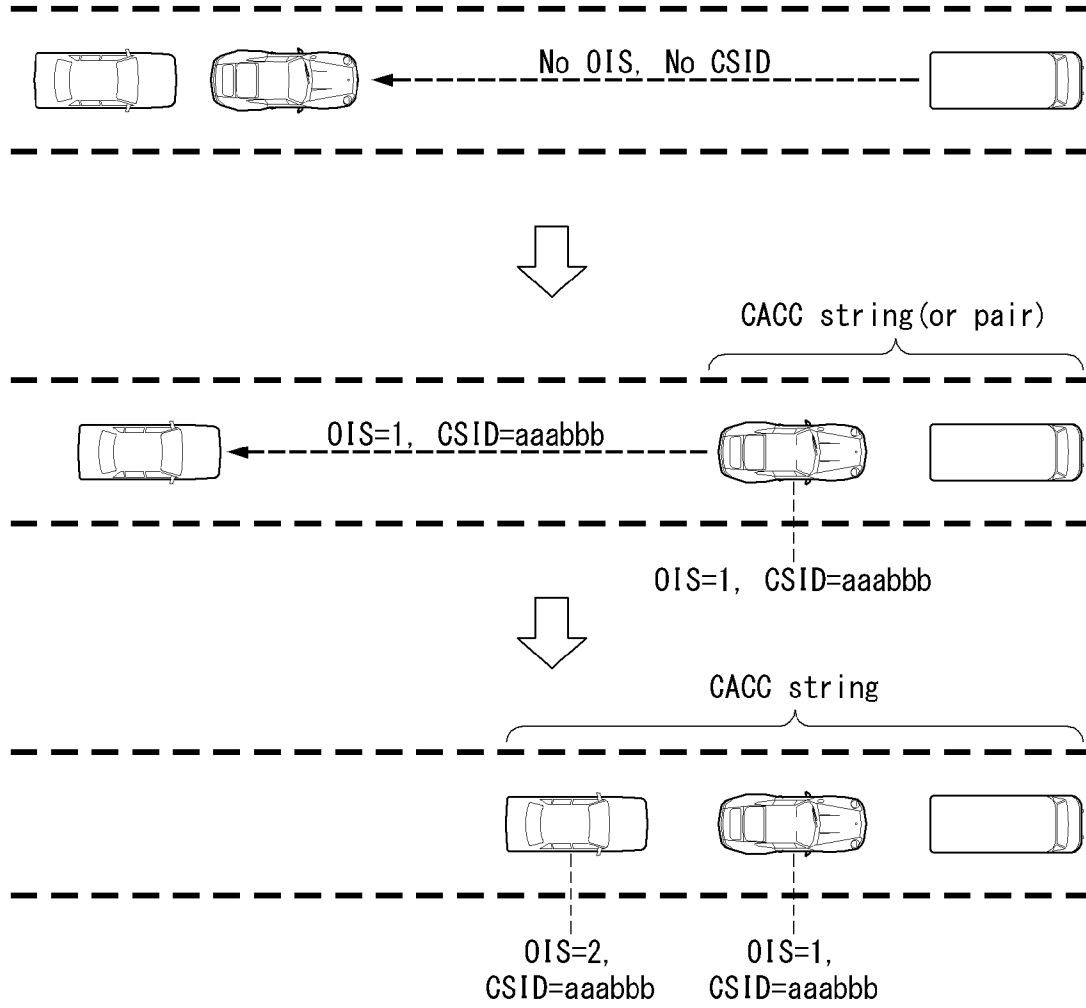 No OIS, No CSID
CACC string(or pair)
OIS=1, CSID=aaabbb
OIS=1, CSID=aaabbb
CACC string
OIS=2, OIS=1,
CSID=aaabbb CSID=aaabbb